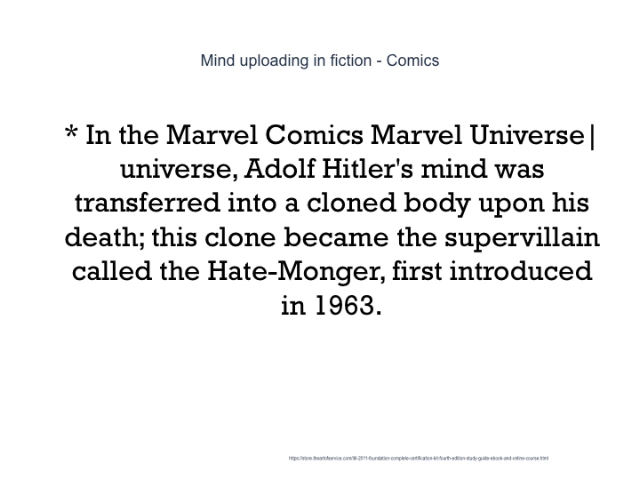 Mind uploading in fiction - Comics
* In the Marvel Comics Marvel Universe|
universe, Adolf Hitler's mind was
transferred into a cloned body upon his
death; this clone became the supervillain
called the Hate-Monger, first introduced
in 1963.